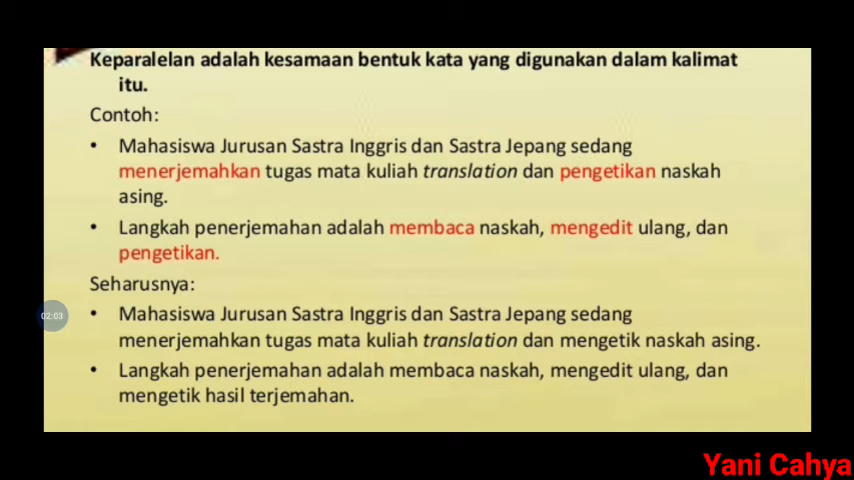 Keparalelan adalah kesamaan bentuk kata yang digunakan dalam kalimat
itu.
Contoh:
• Mahasiswa Jurusan Sastra Inggris dan Sastra Jepang sedang
menerjemahkan tugas mata kuliah translation dan pengetikan naskah
asing.
• Langkah penerjemahan adalah membaca naskah, mengedit ulang, dan
pengetikan.
Seharusnya:
• Mahasiswa Jurusan Sastra Inggris dan Sastra Jepang sedang
02:03
menerjemahkan tugas mata kuliah translation dan mengetik naskah asing.
• Langkah penerjemahan adalah membaca naskah, mengedit ulang, dan
mengetik hasil terjemahan.
Yani Cahya